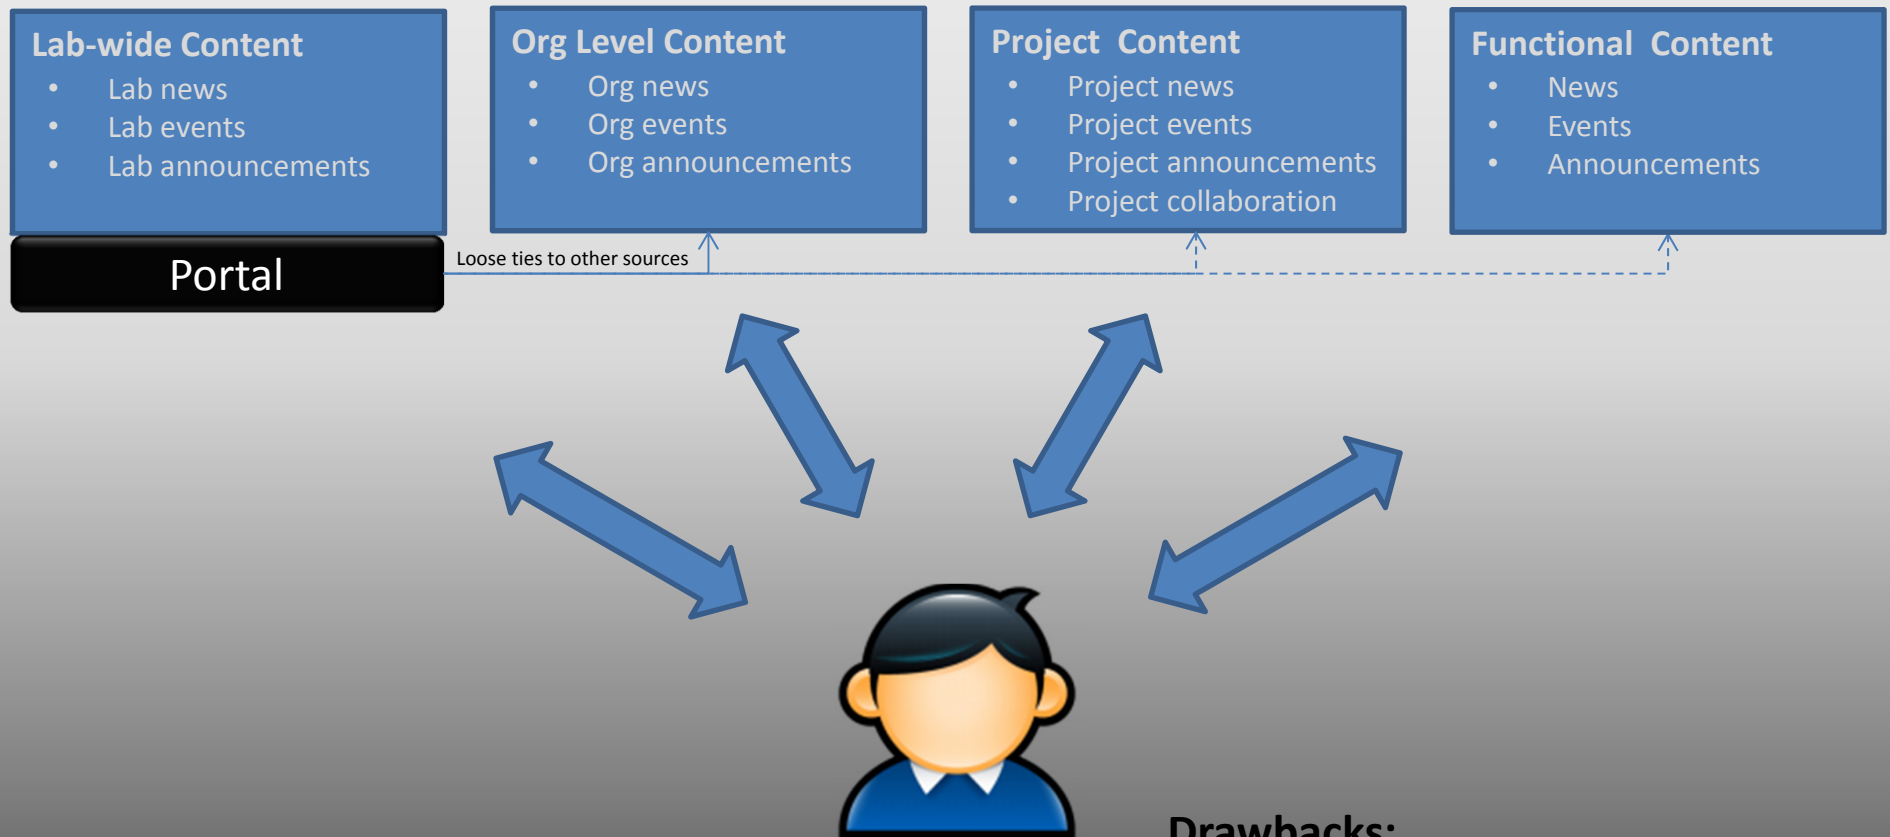 Lab-wide Content
• Lab news
• Lab events
• Lab announcements
Org Level Content
• Org news
• Org events
• Org announcements
Project Content
• Project news
• Project events
• Project announcements
• Project collaboration
Functional Content
• News
• Events
• Announcements
Portal
Loose ties to other sources
Drawbacks: